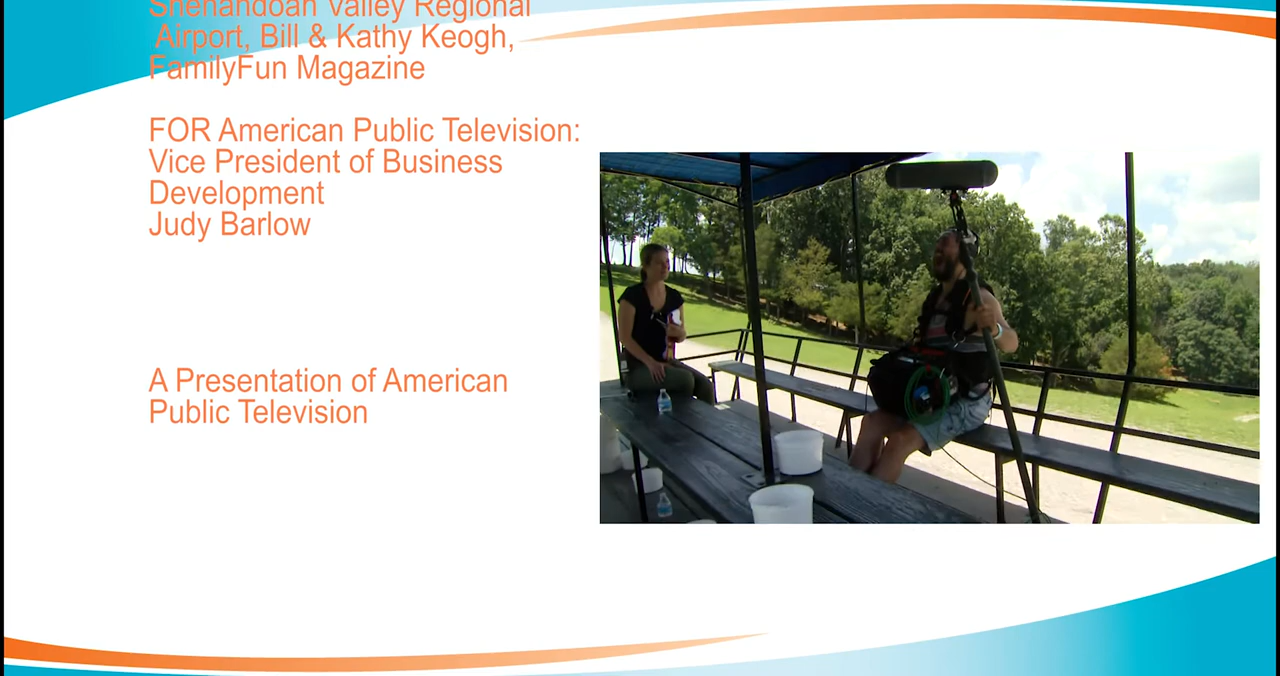 Shenandoah Valley Regional
Airport, Bill & Kathy Keogh,
FamilyFun Magazine
FOR American Public Television:
Vice President of Business
Development
Judy Barlow
A Presentation of American
Public Television